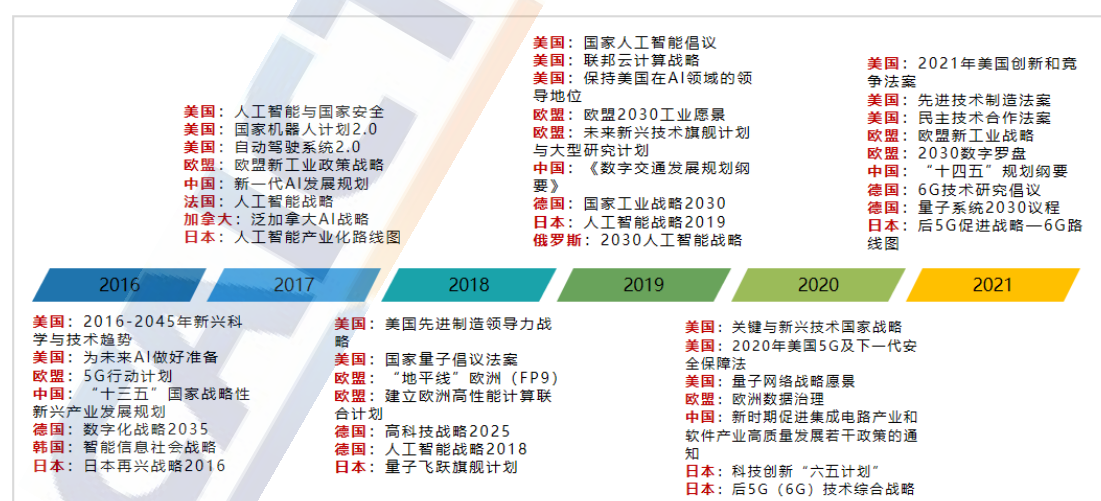 美国：人工智能与国家安全
美国：国家机器人计划2.0
美国：自动驾驶系统2.0
欧盟：欧盟新工业政策战略
中国：新一代AI发展规划
法国：人工智能战略
加拿大：泛加拿大AI战略
日本：人工智能产业化路线图
美国：国家人工智能倡议
美国：联邦云计算战略
美国：保持美国在AI领域的领
导地位
欧盟：欧盟2030工业愿景
欧盟：未来新兴技术旗舰计划
与大型研究计划
中国：《数字交通发展规划纲
要》
德国：国家工业战略2030
日本：人工智能战略2019
俄罗斯：2030人工智能战略
美国：2021年美国创新和竞
争法案
美国：先进技术制造法案
美国：民主技术合作法案
欧盟：欧盟新工业战略
欧盟：2030数字罗盘
中国：“十四五”规划纲要
德国：6G技术研究倡议
德国：量子系统2030议程
日本：后5G促进战略—6G路
线图
2016
2017
2018
2019
2020
2021
美国：2016-2045年新兴科
学与技术趋势
美国：为未来AI做好准备
欧盟：5G行动计划
中国：“十三五”国家战略性
新兴产业发展规划
德国：数字化战略2035
韩国：智能信息社会战略
日本：日本再兴战略2016
美国：美国先进制造领导力战
略
美国：国家量子倡议法案
欧盟：“地平线”欧洲（FP9）
欧盟：建立欧洲高性能计算联
合计划
德国：高科技战略2025
德国：人工智能战略2018
日本：量子飞跃旗舰计划
美国：关键与新兴技术国家战略
美国：2020年美国5G及下一代安
全保障法
美国：量子网络战略愿景
欧盟：欧洲数据治理
中国：新时期促进集成电路产业和
软件产业高质量发展若干政策的通
知
日本：科技创新“六五计划”
日本：后5G（6G）技术综合战略